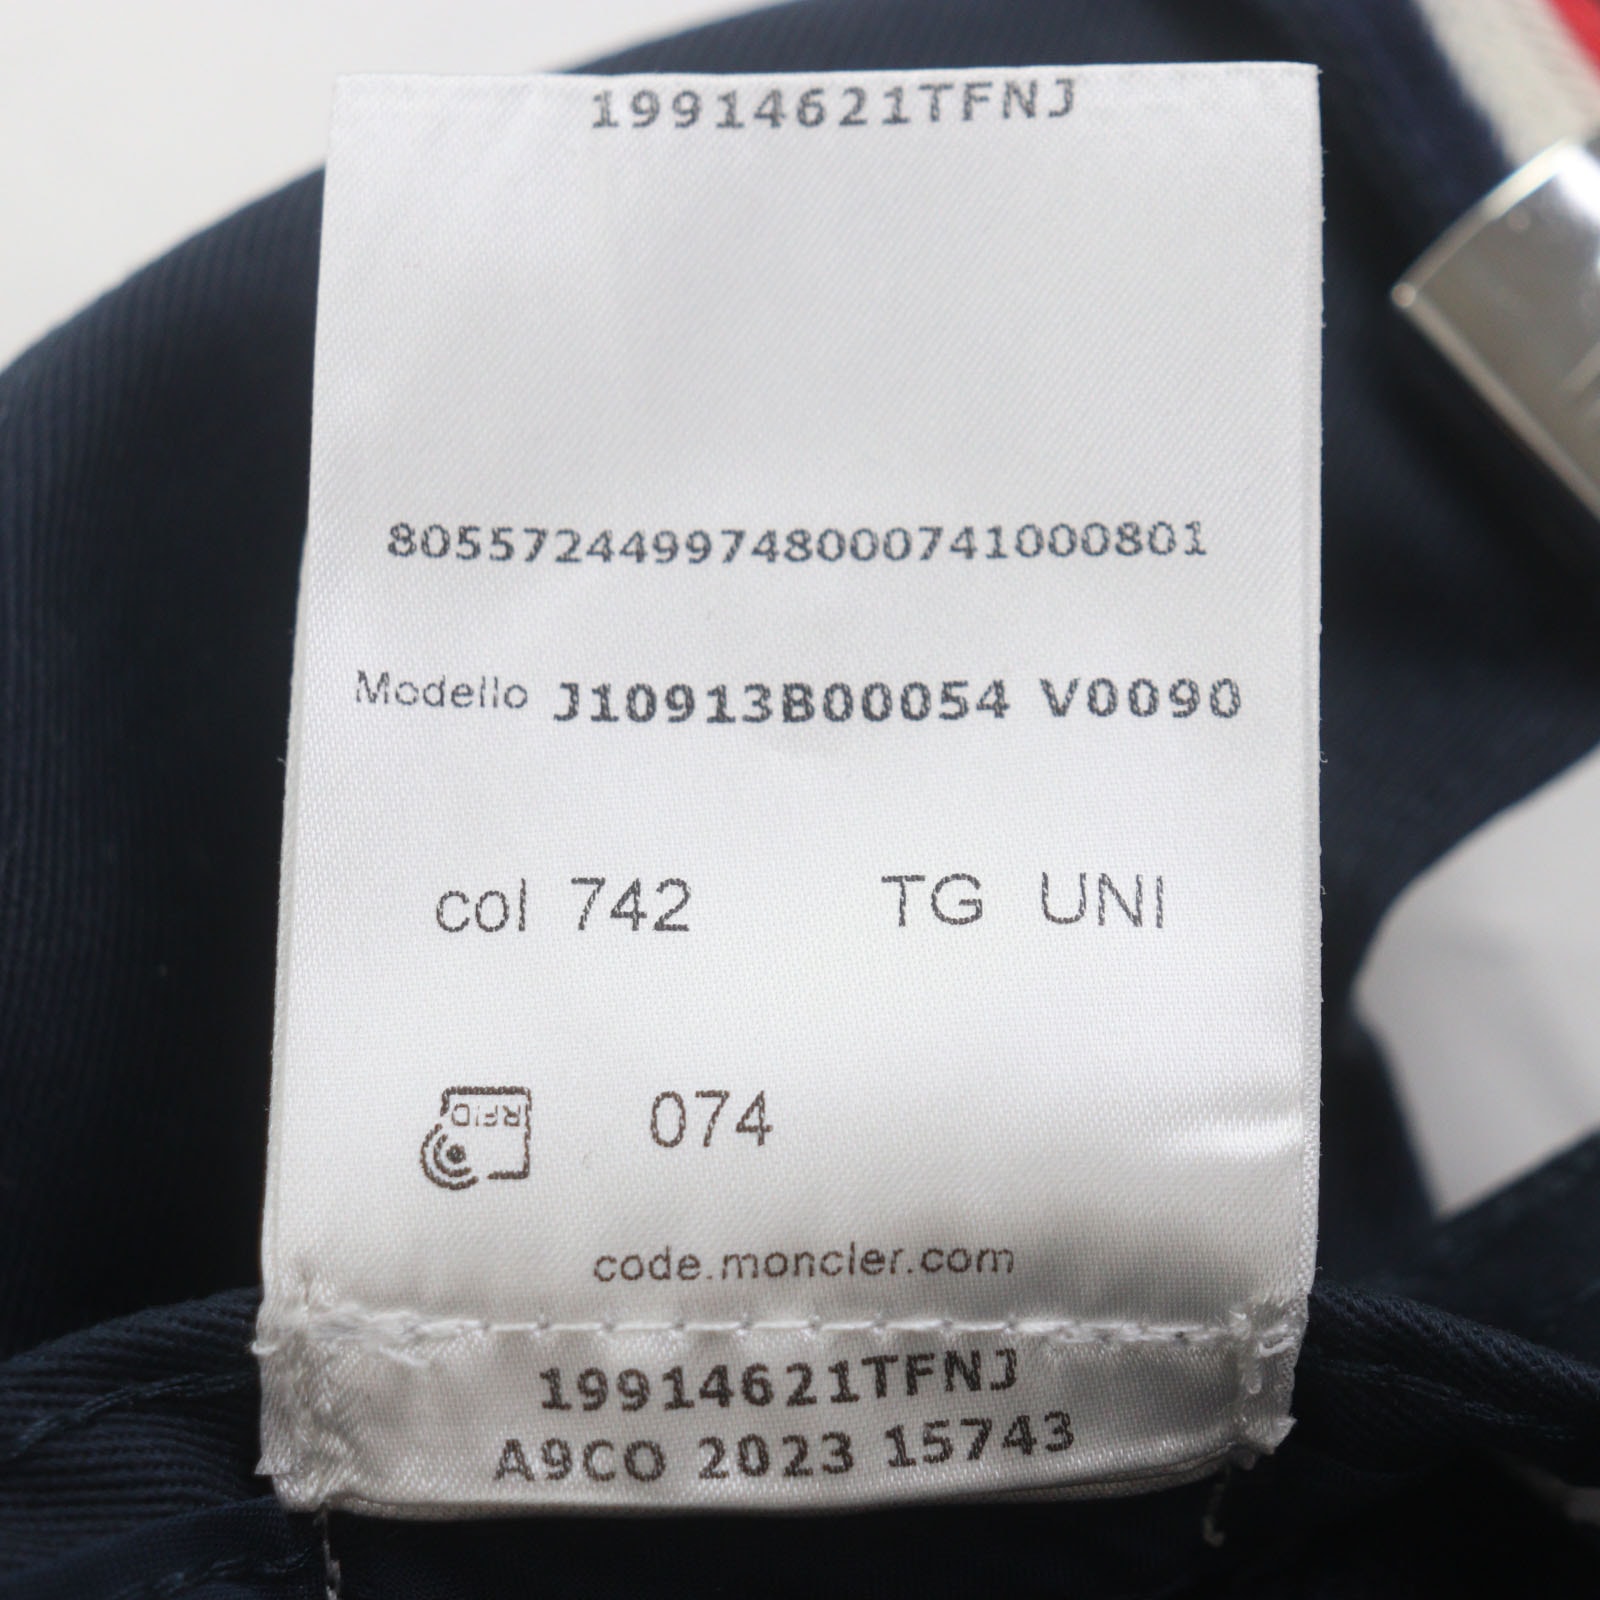 19914621TFNJ
8055724499748000741000801
Modello J10913B00054 V0090
col 742 TG UNI
RFID 074
code.moncler.com
19914621TFNJ
A9CO 2023 15743